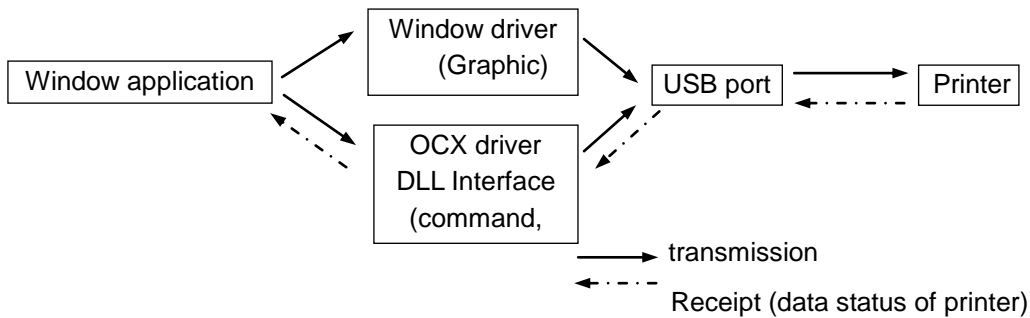 Window application
Window driver
(Graphic)
OCX driver
DLL Interface
(command,
USB port
Printer
transmission
Receipt (data status of printer)